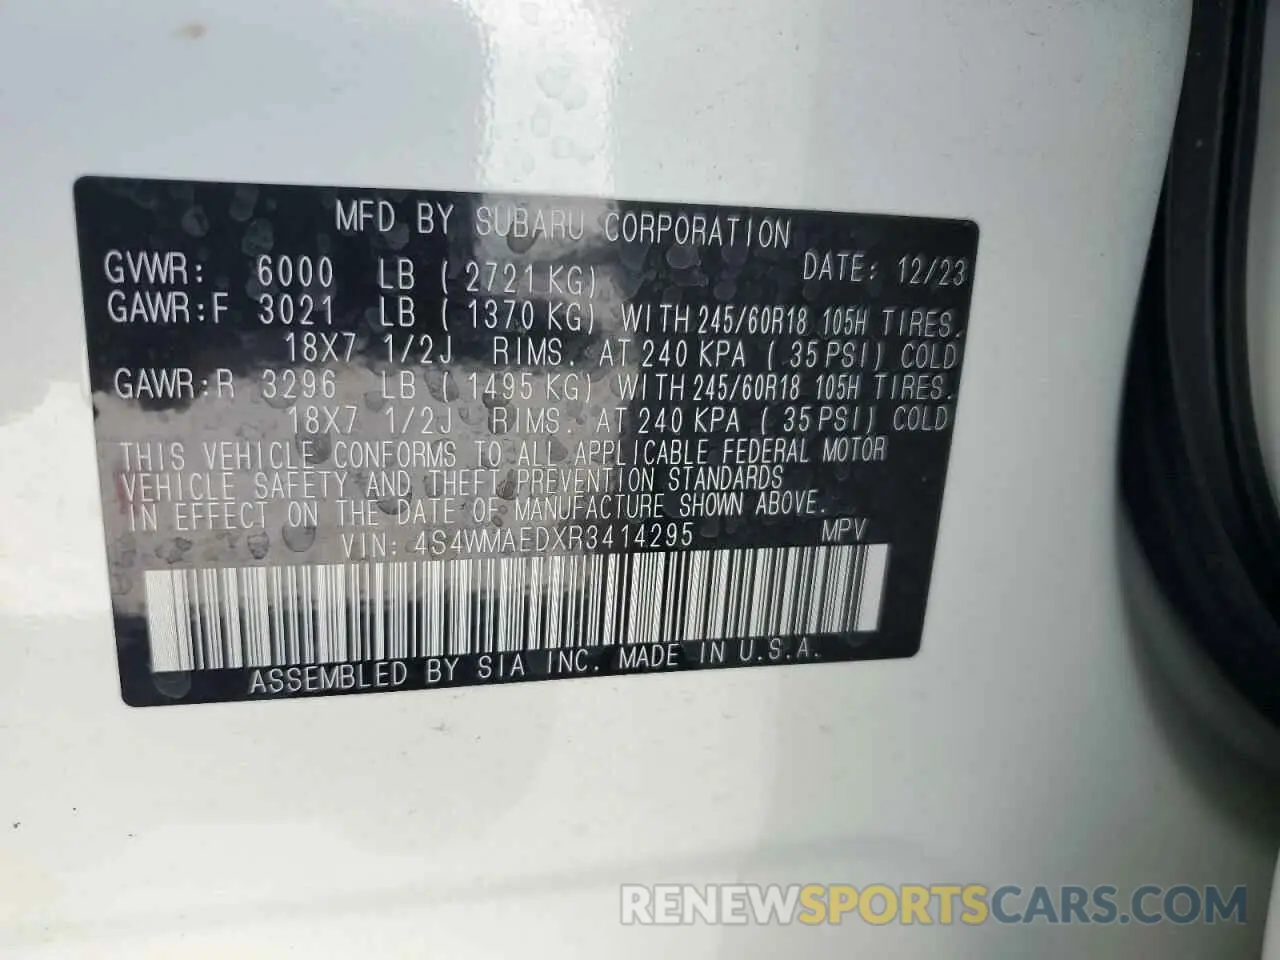 MFD BY SUBARU CORPORATION
GVWR: 6000 LB ( 2721 KG) DATE: 12/23
GAWR:F 3021 LB ( 1370 KG) WITH 245/60R18 105H TIRES.
18X7 1/2J RIMS. AT 240 KPA ( 35 PSI) COLD
GAWR:R 3296 LB ( 1495 KG) WITH 245/60R18 105H TIRES.
18X7 1/2J RIMS. AT 240 KPA ( 35 PSI) COLD
THIS VEHICLE CONFORMS TO ALL APPLICABLE FEDERAL MOTOR
VEHICLE SAFETY AND THEFT PREVENTION STANDARDS
IN EFFECT ON THE DATE OF MANUFACTURE SHOWN ABOVE.
VIN: 4S4WMAEDXR3414295 MPV
ASSEMBLED BY SIA INC. MADE IN U.S.A.
RENEWSPORTSCARS.COM